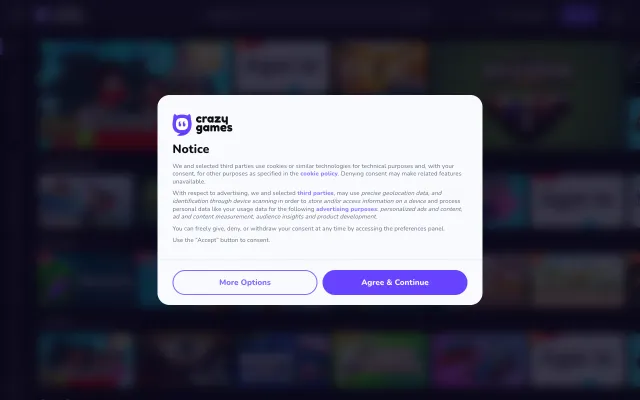 crazy
games
Notice
We and selected third parties use cookies or similar technologies for technical purposes and, with your
consent, for other purposes as specified in the cookie policy. Denying consent may make related features
unavailable.
With respect to advertising, we and selected third parties, may use precise geolocation data, and
identification through device scanning in order to store and/or access information on a device and process
personal data like your usage data for the following advertising purposes: personalized ads and content,
ad and content measurement, audience insights and product development.
You can freely give, deny, or withdraw your consent at any time by accessing the preferences panel.
Use the "Accept" button to consent.
More Options
Agree & Continue